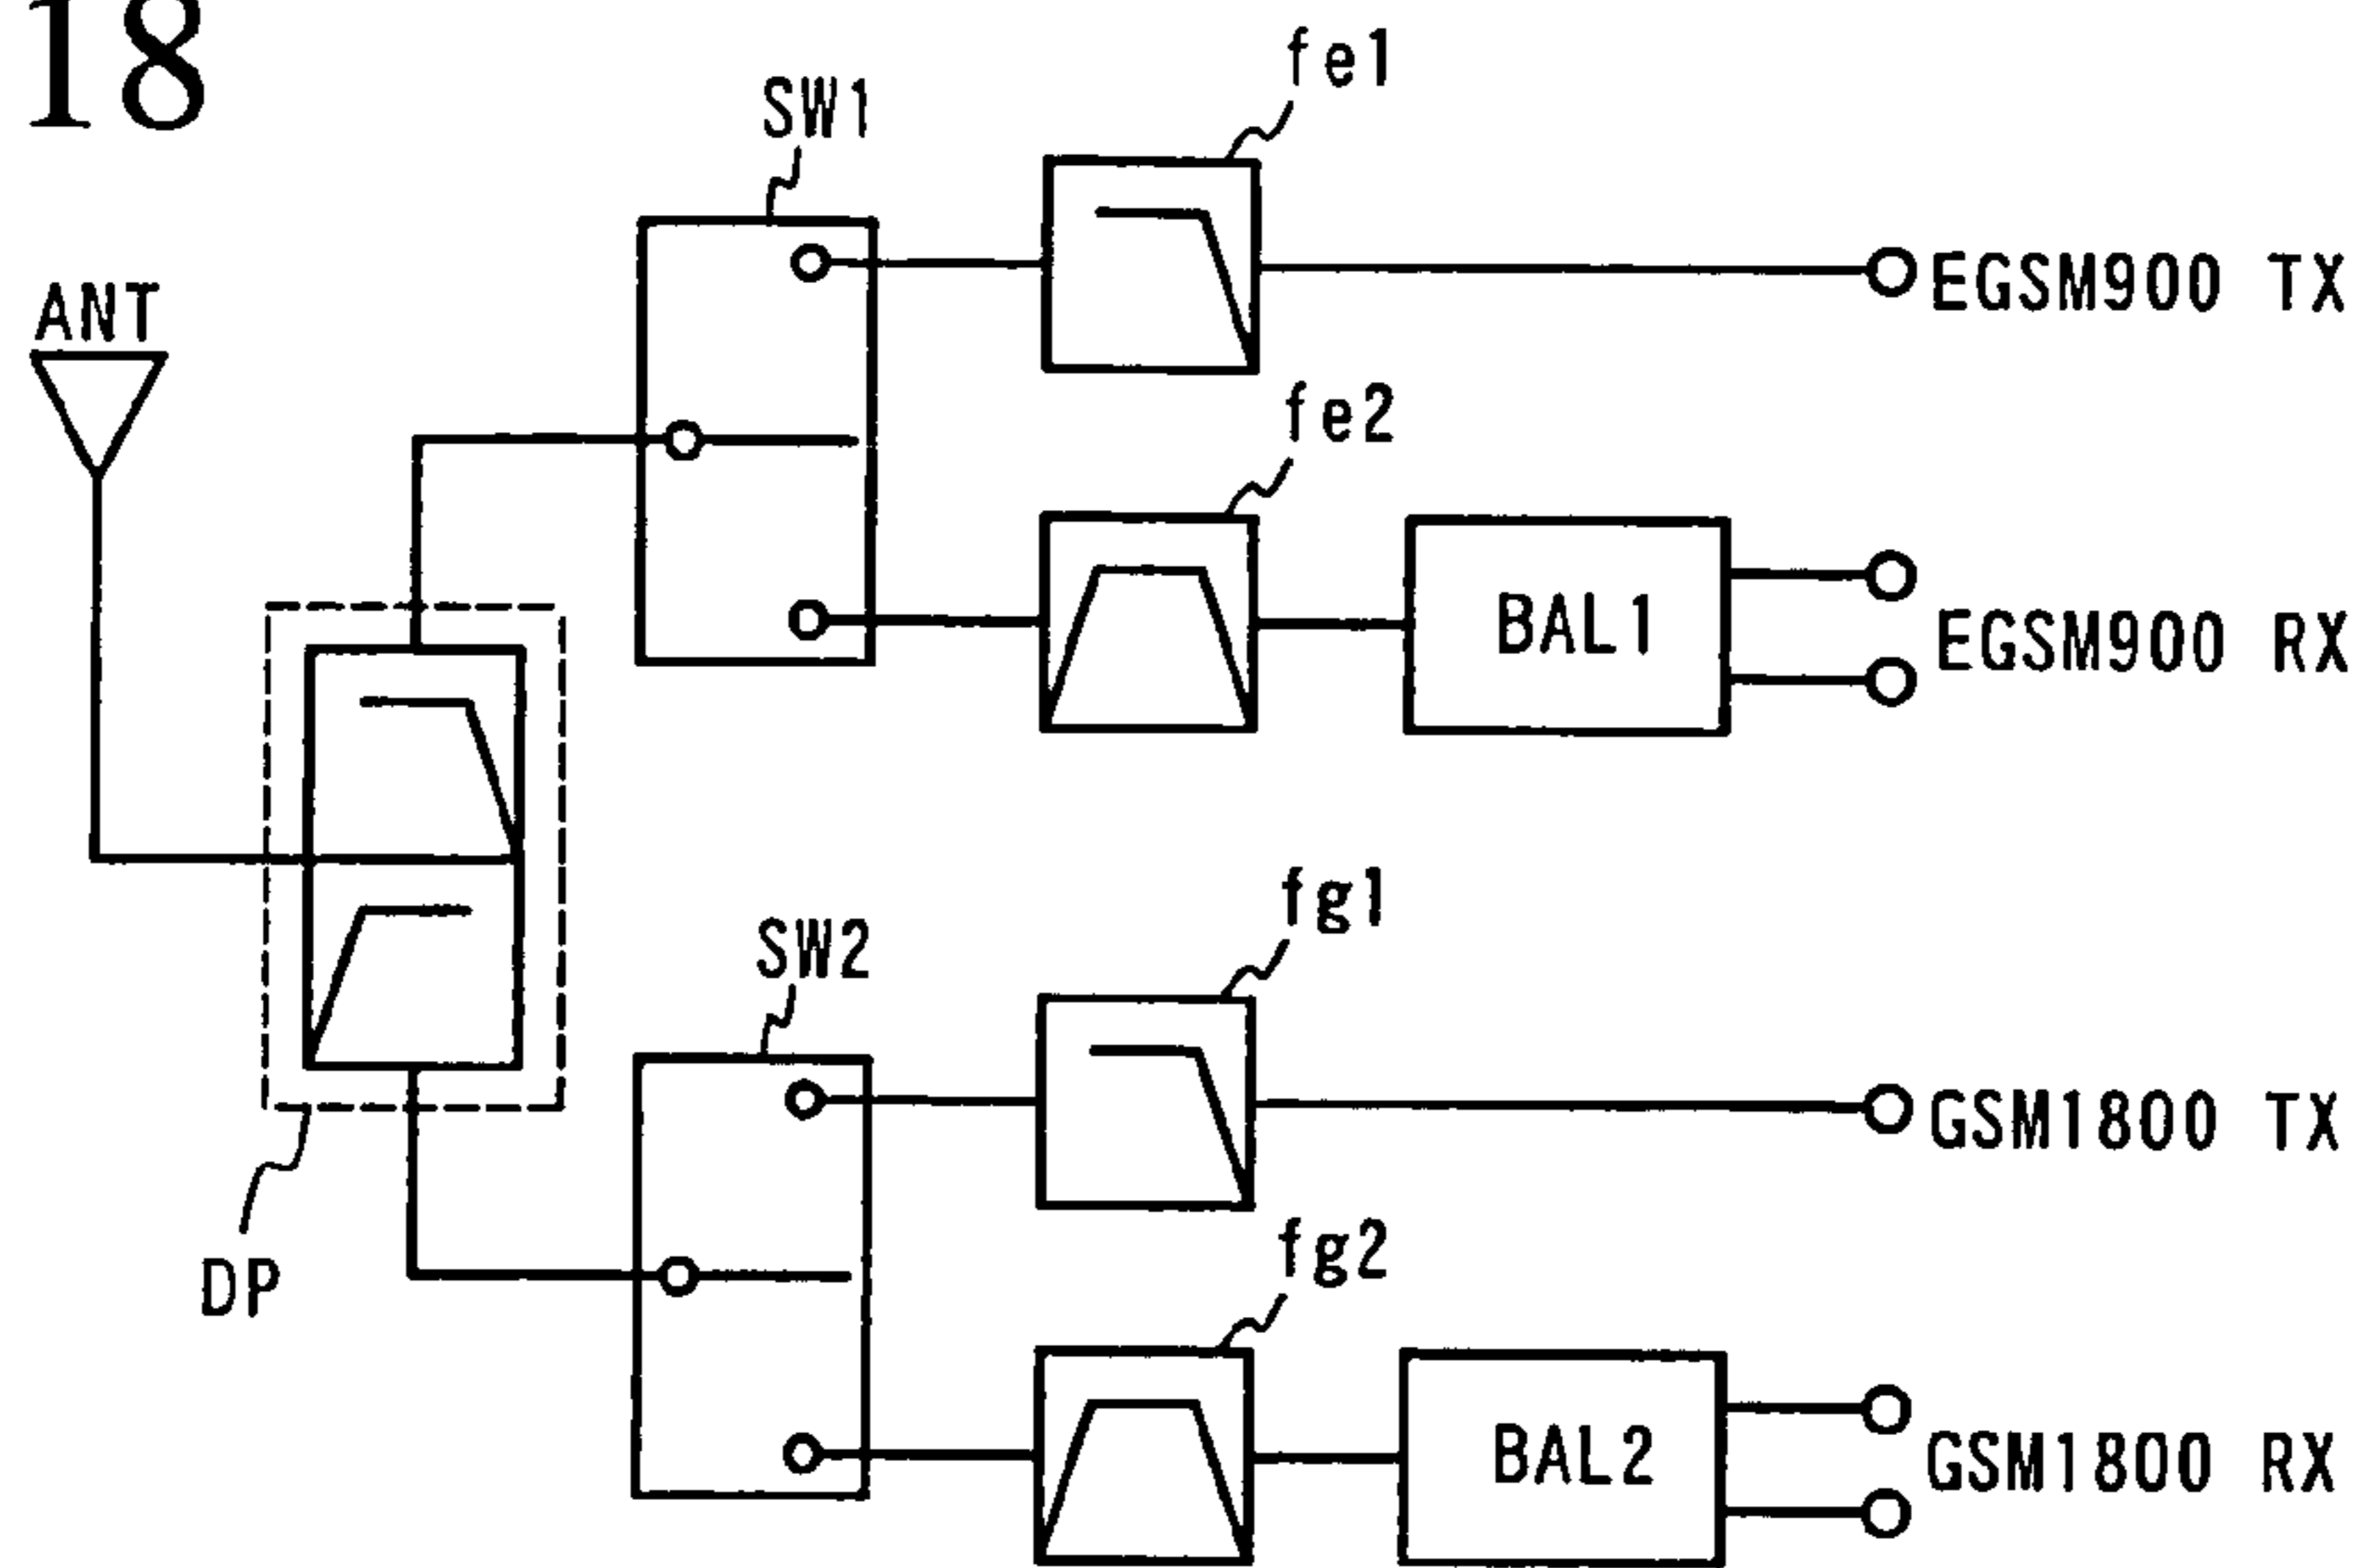 18
fe1
SW1
EGSM900 TX
ANT
fe2
BAL1
EGSM900 RX
fg1
SW2
GSM1800 TX
fg2
DP
BAL2
GSM1800 RX